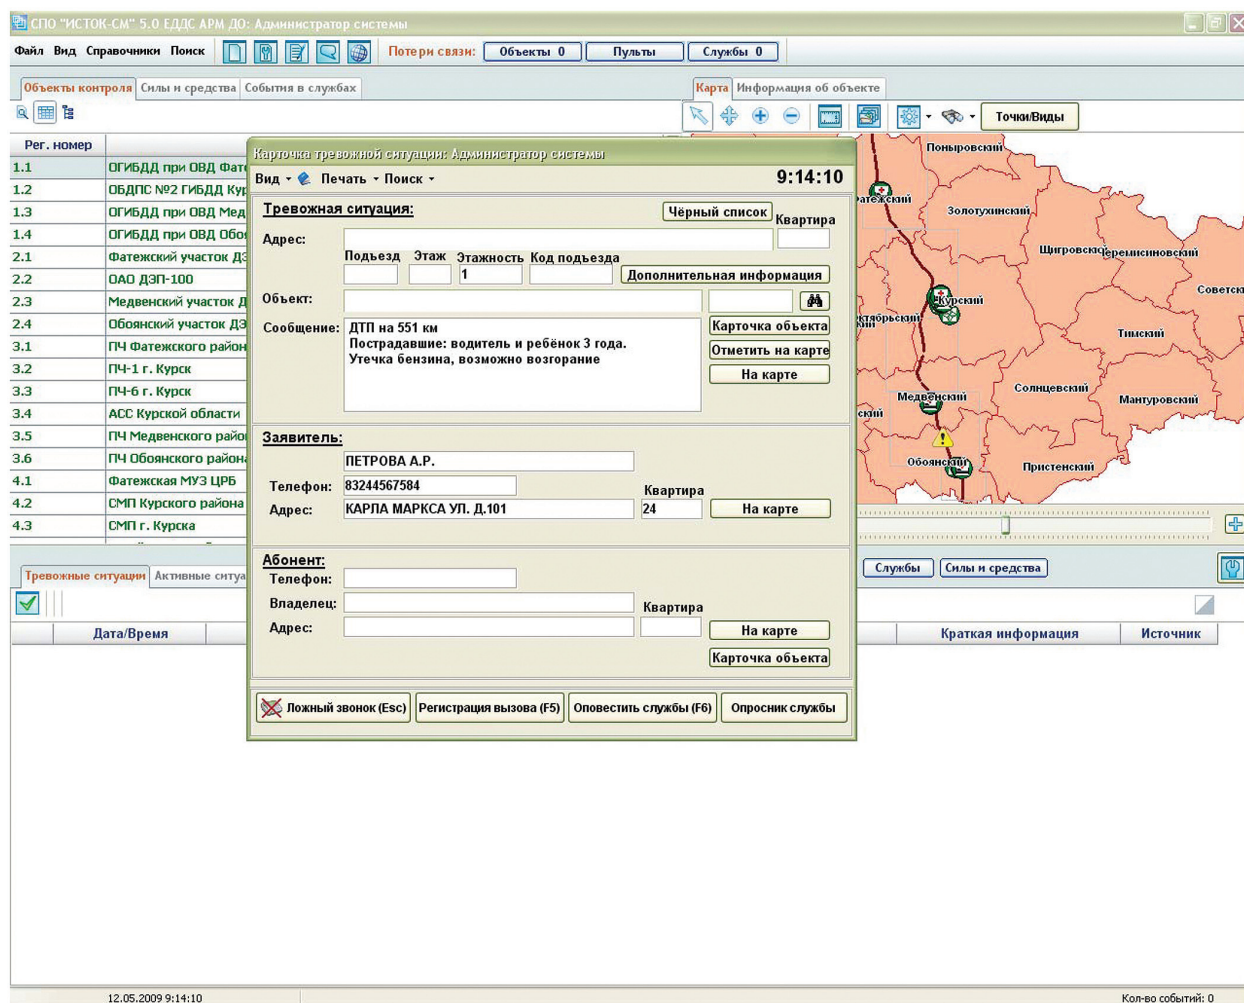 СПО "ИСТОК-СМ" 5.0 ЕДДС АРМ ДО: Администратор системы
Файл Вид Справочники Поиск Потери связи: Объекты 0 Пульты Службы 0
Объекты контроля Силы и средства События в службах
Карта Информация об объекте
Точки/Виды
Рег. номер
1.1 ОГИБДД при ОВД Фате
1.2 ОБДПС №2 ГИБДД Кур
1.3 ОГИБДД при ОВД Мед
1.4 ОГИБДД при ОВД Обоя
2.1 Фатежский участок ДЭ
2.2 ОАО ДЭП-100
2.3 Медвенский участок Д
2.4 Обоянский участок ДЭ
3.1 ПЧ Фатежского район
3.2 ПЧ-1 г. Курск
3.3 ПЧ-6 г. Курск
3.4 АСС Курской области
3.5 ПЧ Медвенского райо
3.6 ПЧ Обоянского района
4.1 Фатежская МУЗ ЦРБ
4.2 СМП Курского района
4.3 СМП г. Курска
Карточка тревожной ситуации: Администратор системы
Вид Печать Поиск 9:14:10
Тревожная ситуация: Чёрный список Квартира
Адрес:
Подъезд Этаж Этажность Код подъезда
1 Дополнительная информация
Объект:
Сообщение: ДТП на 551 км
Пострадавшие: водитель и ребёнок 3 года.
Утечка бензина, возможно возгорание
Карточка объекта
Отметить на карте
На карте
Заявитель:
ПЕТРОВА А.Р.
Телефон: 83244567584 Квартира
Адрес: КАРЛА МАРКСА УЛ. Д.101 24 На карте
Абонент:
Телефон:
Владелец: Квартира
Адрес: На карте
Карточка объекта
Ложный звонок (Esc) Регистрация вызова (F5) Оповестить службы (F6) Опросник службы
Поныровский
Фатежский
Золотухинский
Щигровский
Черемисиновский
Советск
Курский
Октябрьский
Тимский
Солнцевский
Медвенский
Мантуровский
ский
Обоянский
Пристенский
Службы Силы и средства
Тревожные ситуации Активные ситуа
Дата/Время Краткая информация Источник
12.05.2009 9:14:10 Кол-во событий: 0